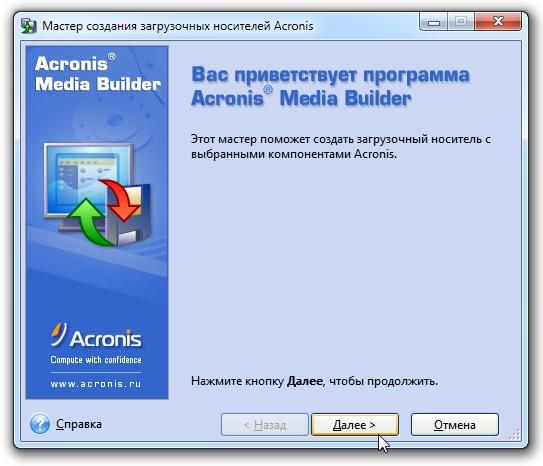 Мастер создания загрузочных носителей Acronis
Acronis®
Media Builder
Acronis
Compute with confidence
www.acronis.ru
Вас приветствует программа
Acronis® Media Builder
Этот мастер поможет создать загрузочный носитель с
выбранными компонентами Acronis.
Нажмите кнопку Далее, чтобы продолжить.
Справка
< Назад
Далее >
Отмена